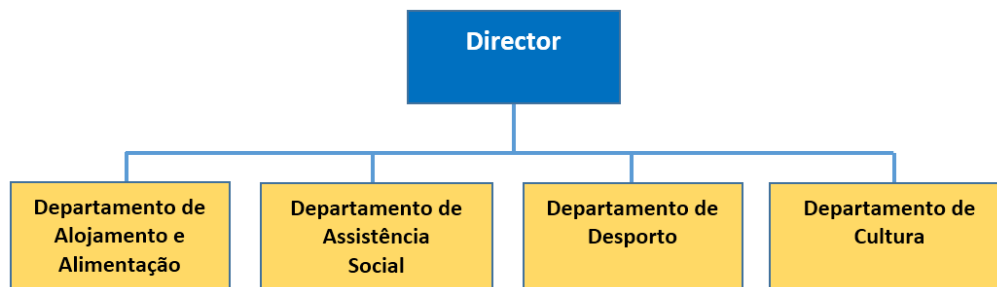 Director
Departamento de
Alojamento e
Alimentação
Departamento de
Assistência
Social
Departamento de
Desporto
Departamento de
Cultura